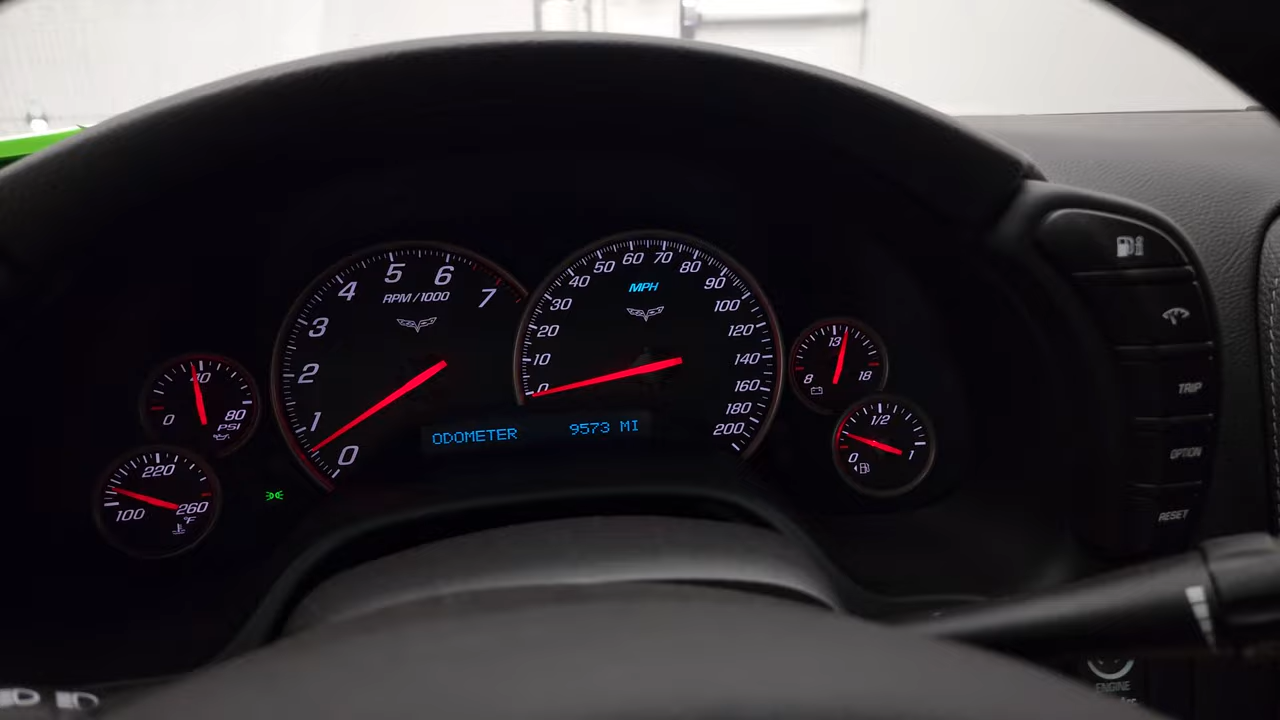 5 6
4 7
RPM/1000
3
2
1
0
50 60 70 80
40 90
MPH
30 100
20 120
10 140
0 160
180
200
40
0 80
PSI
220
100 260
°F
13
8 18
1/2
0 1
ODOMETER 9573 MI
TRIP
OPTION
RESET
ENGINE